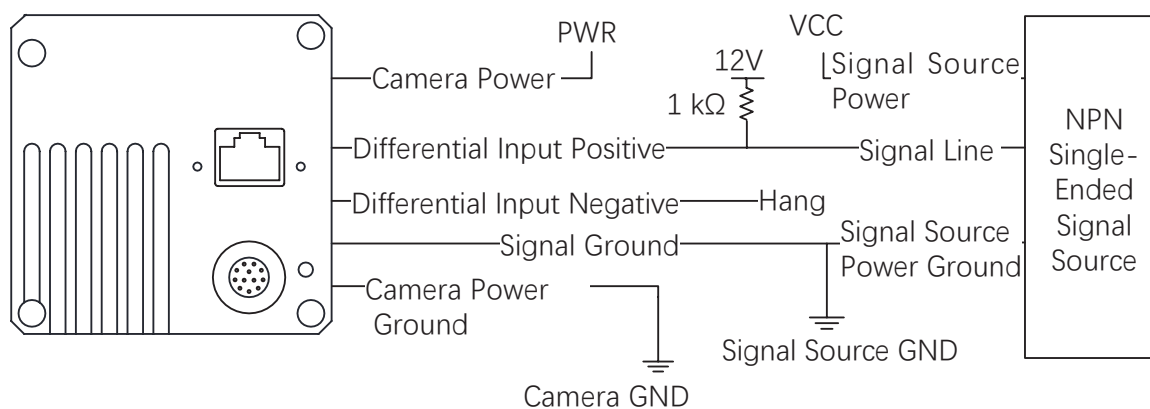 PWR
VCC
Camera Power
12V
Signal Source
Power
1 kΩ
NPN
Single-
Ended
Signal
Source
Differential Input Positive
Signal Line
Differential Input Negative
Hang
Signal Ground
Signal Source
Power Ground
Camera Power
Ground
Signal Source GND
Camera GND